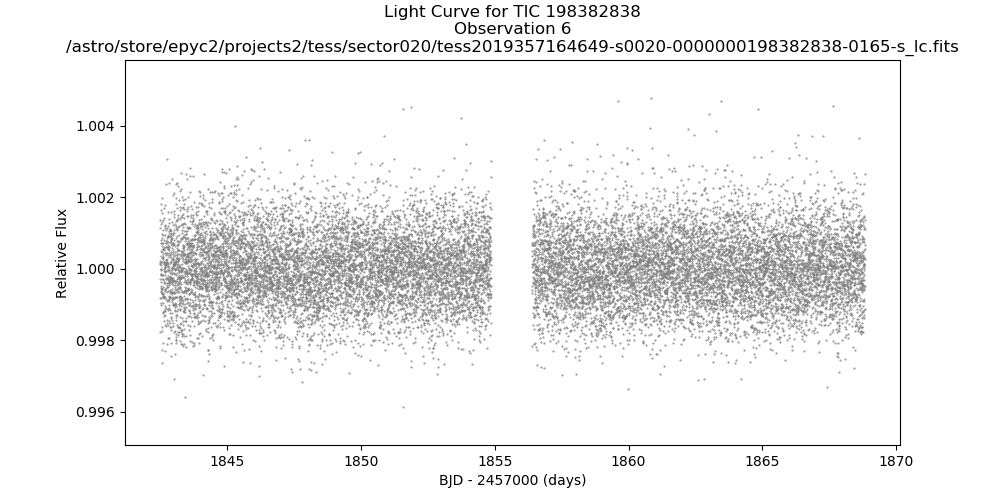 Light Curve for TIC 198382838
Observation 6
/astro/store/epyc2/projects2/tess/sector020/tess2019357164649-s0020-0000000198382838-0165-s_lc.fits
1.004
1.002
1.000
0.998
0.996
Relative Flux
1845
1850
1855
1860
1865
1870
BJD - 2457000 (days)